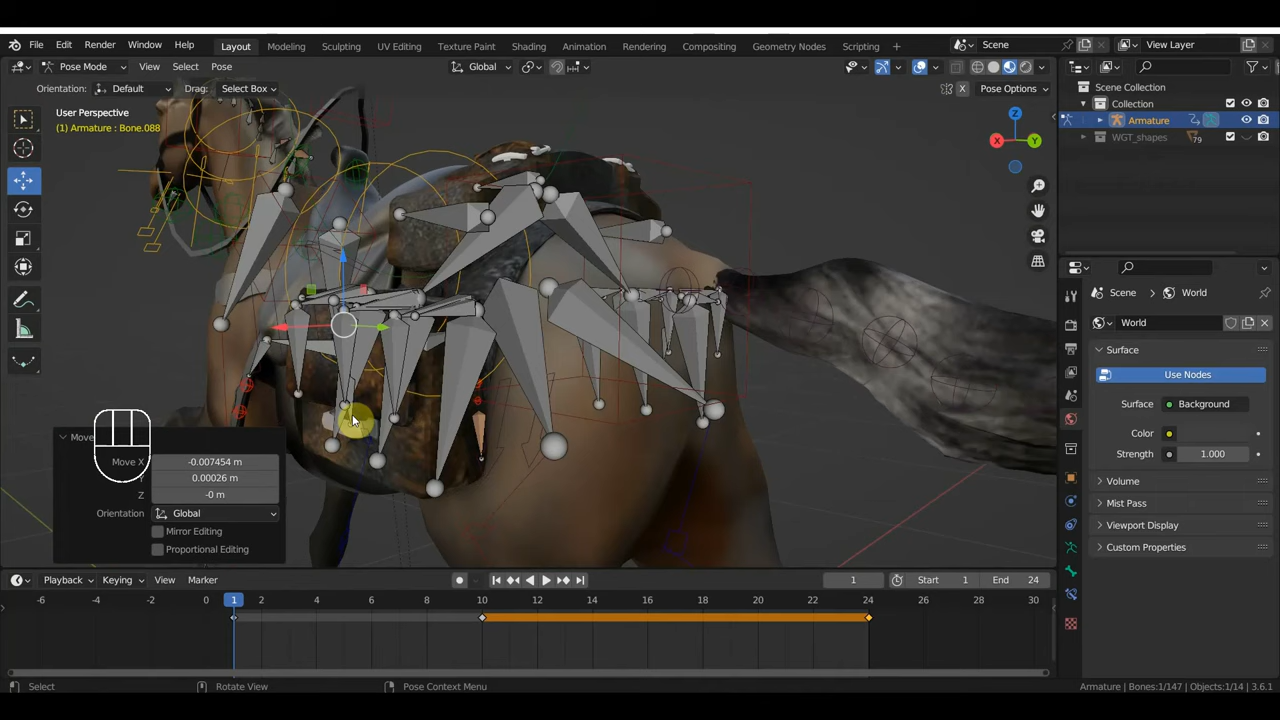 File Edit Render Window Help Layout Modeling Sculpting UV Editing Texture Paint Shading Animation Rendering Compositing Geometry Nodes Scripting + Scene View Layer
Pose Mode View Select Pose Global Pose Options
Orientation: Default Drag: Select Box X
User Perspective
(1) Armature : Bone.088
Scene Collection
Collection
Armature
WGT_shapes 79
Scene World
World
Surface
Use Nodes
Surface Background
Color
Strength 1.000
Volume
Mist Pass
Viewport Display
Custom Properties
X
Y
Z
Move
Move X -0.007454 m
Y 0.00026 m
Z -0 m
Orientation Global
Mirror Editing
Proportional Editing
Playback Keying View Marker 1 Start 1 End 24
-6 -4 -2 0 1 2 4 6 8 10 12 14 16 18 20 22 24 26 28 30
Select Rotate View Pose Context Menu Armature | Bones:1/147 | Objects:1/14 | 3.6.1